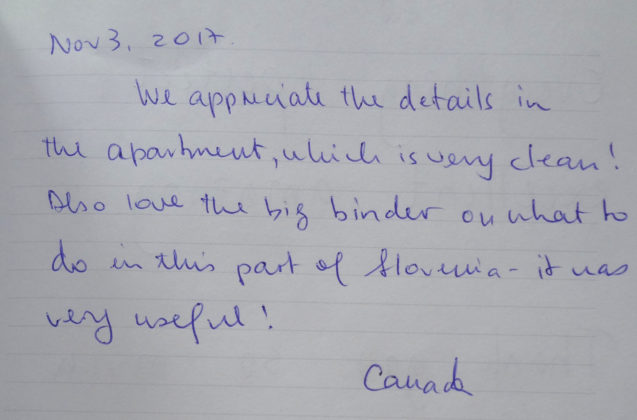 Nov 3, 2017.
We appreciate the details in
the apartment, which is very clean!
Also love the big binder on what to
do in this part of Slovenia - it was
very useful!
Canada